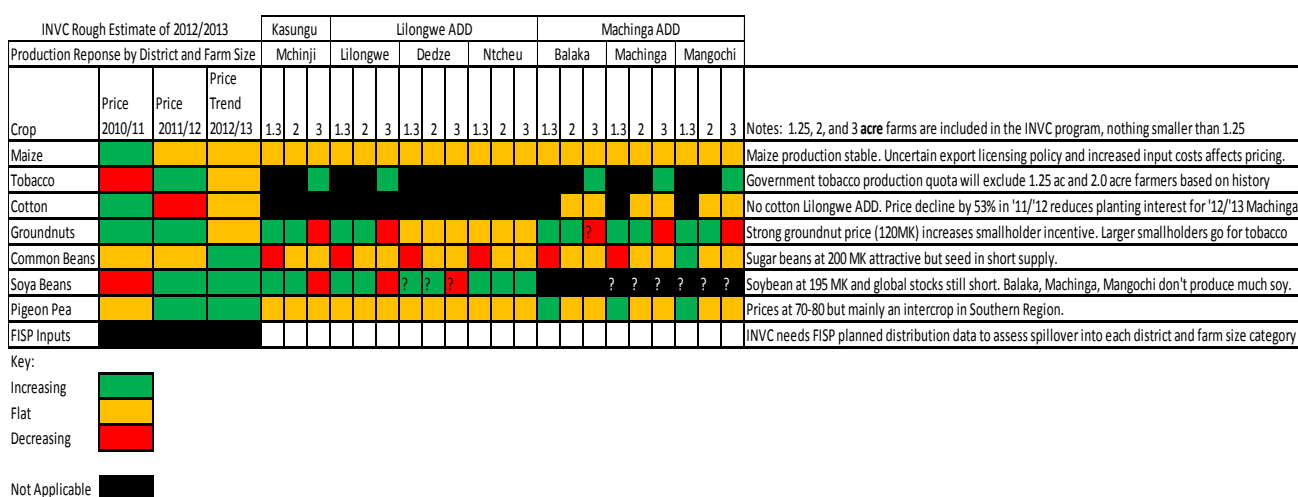 INVC Rough Estimate of 2012/2013 Kasungu Lilongwe ADD Machinga ADD
Production Reponse by District and Farm Size Mchinji Lilongwe Dedze Ntcheu Balaka Machinga Mangochi
Price
Price Price Trend
Crop 2010/11 2011/12 2012/13 1.3 2 3 1.3 2 3 1.3 2 3 1.3 2 3 1.3 2 3 1.3 2 3 1.3 2 3 Notes: 1.25, 2, and 3 acre farms are included in the INVC program, nothing smaller than 1.25
Maize Maize production stable. Uncertain export licensing policy and increased input costs affects pricing.
Tobacco Government tobacco production quota will exclude 1.25 ac and 2.0 acre farmers based on history
Cotton No cotton Lilongwe ADD. Price decline by 53% in '11/'12 reduces planting interest for '12/'13 Machinga
Groundnuts ? Strong groundnut price (120MK) increases smallholder incentive. Larger smallholders go for tobacco
Common Beans Sugar beans at 200 MK attractive but seed in short supply.
Soya Beans ? ? ? ? ? ? ? ? ? Soybean at 195 MK and global stocks still short. Balaka, Machinga, Mangochi don't produce much soy.
Pigeon Pea Prices at 70-80 but mainly an intercrop in Southern Region.
FISP Inputs INVC needs FISP planned distribution data to assess spillover into each district and farm size category
Key:
Increasing
Flat
Decreasing
Not Applicable